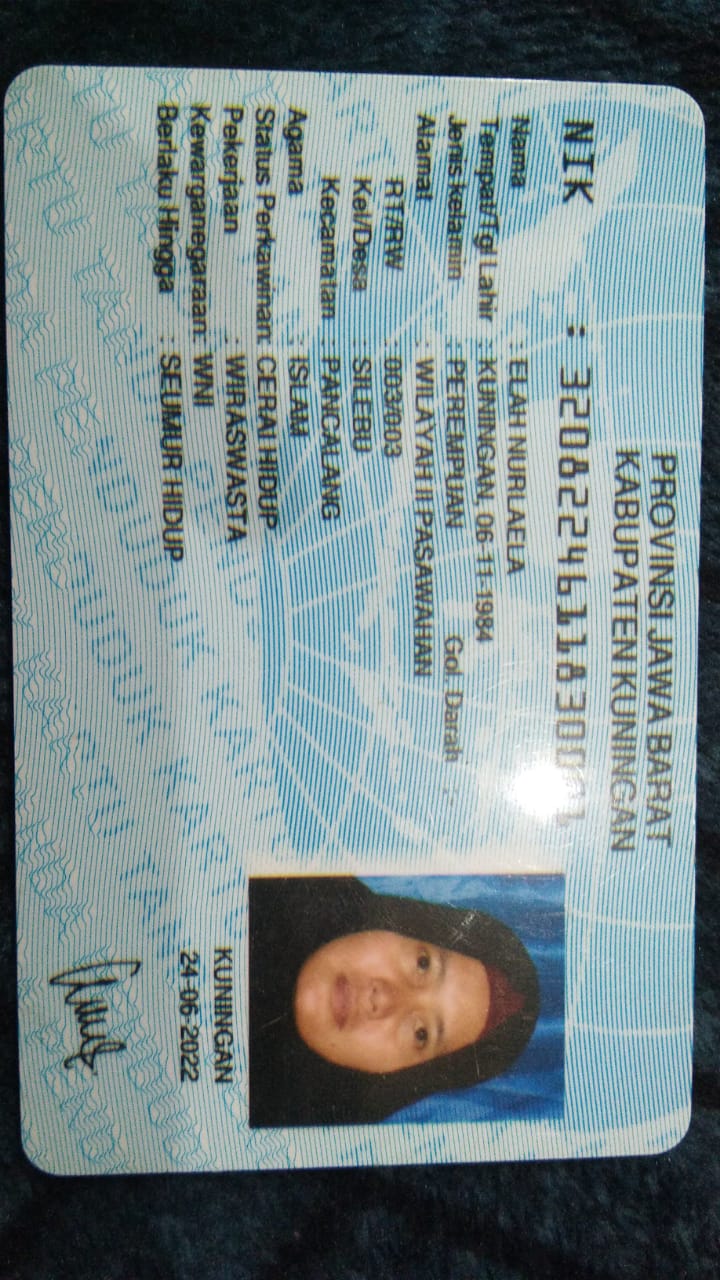 PROVINSI JAWA BARAT
KABUPATEN KUNINGAN
NIK :
Nama : ELAH NURLAELA
Tempat/Tgl Lahir : KUNINGAN, 06-11-1984
Jenis kelamin : PEREMPUAN Gol. Darah : -
Alamat : WILAYAH II PASAWAHAN
RT/RW : 003/003
Kel/Desa : SILEBU
Kecamatan : PANCALANG
Agama : ISLAM
Status Perkawinan: CERAI HIDUP
Pekerjaan : WIRASWASTA
Kewarganegaraan: WNI
Berlaku Hingga : SEUMUR HIDUP
KUNINGAN
24-06-2022